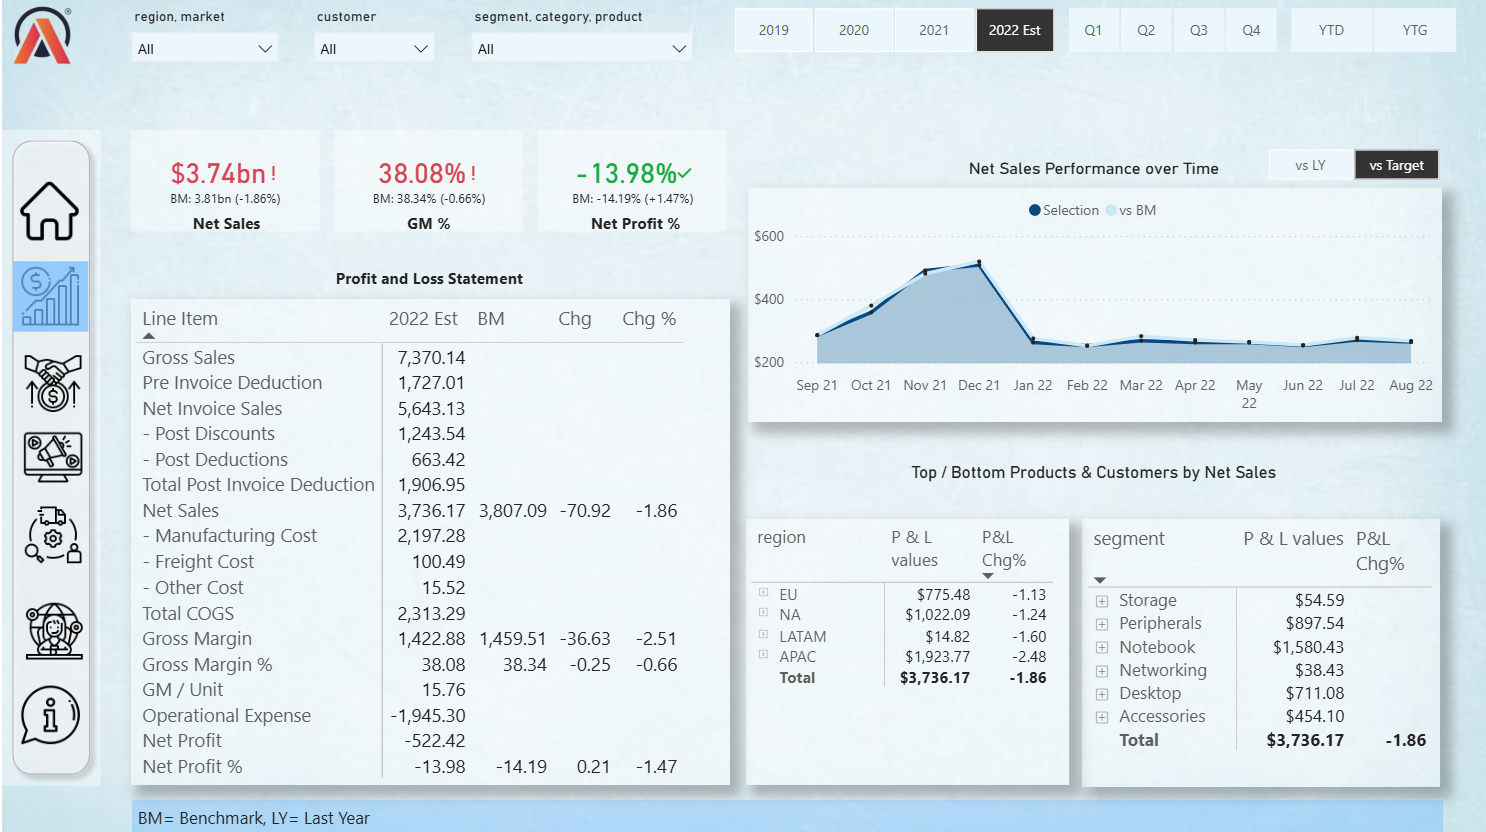 region, market
customer
segment, category, product
All
All
All
2019
2020
2021
2022 Est
Q1
Q2
Q3
Q4
YTD
YTG
$3.74bn!
BM: 3.81bn (-1.86%)
Net Sales
38.08%!
BM: 38.34% (-0.66%)
GM %
-13.98%✓
BM: -14.19% (+1.47%)
Net Profit %
Net Sales Performance over Time
vs LY
vs Target
Selection
vs BM
$600
$400
$200
Sep 21 Oct 21 Nov 21 Dec 21 Jan 22 Feb 22 Mar 22 Apr 22 May 22 Jun 22 Jul 22 Aug 22
Profit and Loss Statement
Line Item 2022 Est BM Chg Chg %
Gross Sales 7,370.14
Pre Invoice Deduction 1,727.01
Net Invoice Sales 5,643.13
- Post Discounts 1,243.54
- Post Deductions 663.42
Total Post Invoice Deduction 1,906.95
Net Sales 3,736.17 3,807.09 -70.92 -1.86
- Manufacturing Cost 2,197.28
- Freight Cost 100.49
- Other Cost 15.52
Total COGS 2,313.29
Gross Margin 1,422.88 1,459.51 -36.63 -2.51
Gross Margin % 38.08 38.34 -0.25 -0.66
GM / Unit 15.76
Operational Expense -1,945.30
Net Profit -522.42
Net Profit % -13.98 -14.19 0.21 -1.47
Top / Bottom Products & Customers by Net Sales
region P & L values P&L Chg%
EU $775.48 -1.13
NA $1,022.09 -1.24
LATAM $14.82 -1.60
APAC $1,923.77 -2.48
Total $3,736.17 -1.86
segment P & L values P&L Chg%
Storage $54.59
Peripherals $897.54
Notebook $1,580.43
Networking $38.43
Desktop $711.08
Accessories $454.10
Total $3,736.17 -1.86
BM= Benchmark, LY= Last Year